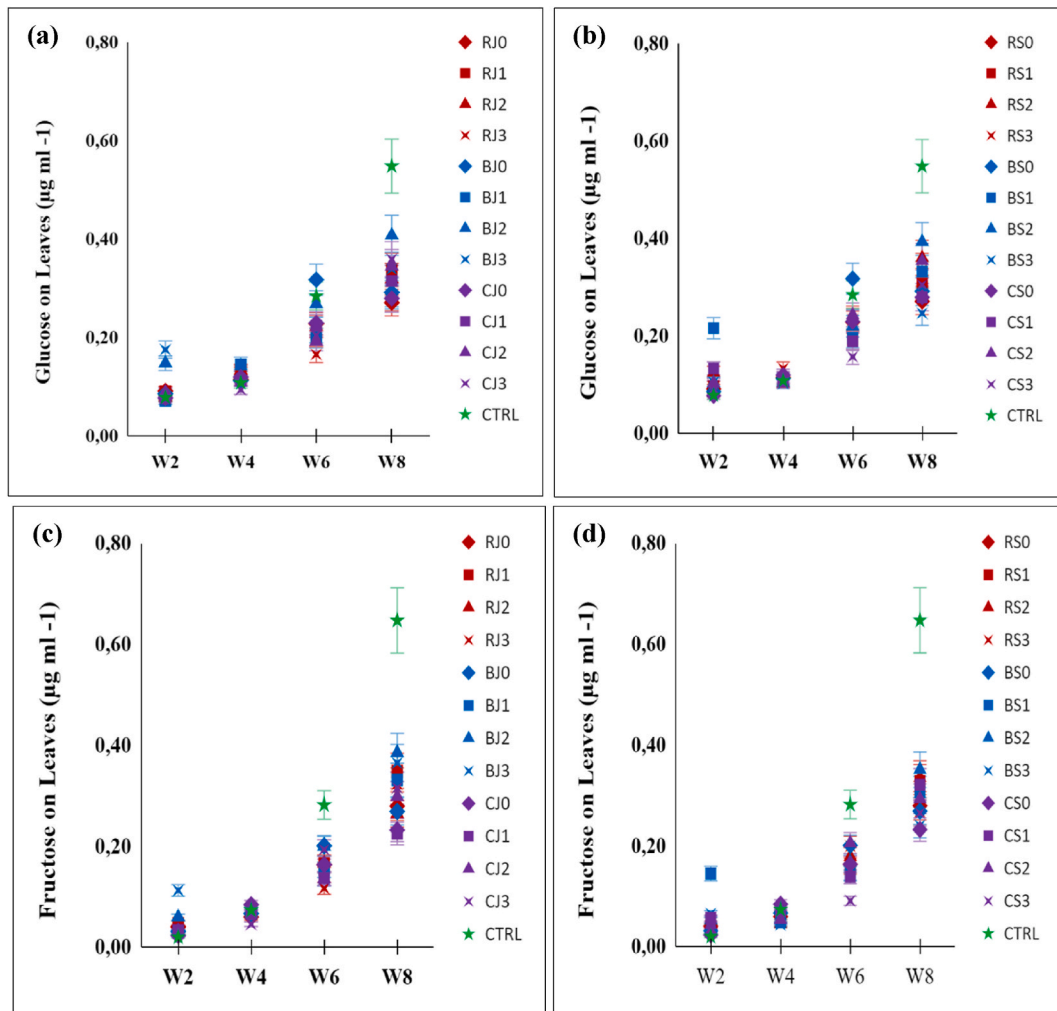 (a)
Glucose on Leaves (µg ml -1)
0,80
0,60
0,40
0,20
0,00
W2 W4 W6 W8
RJ0
RJ1
RJ2
RJ3
BJ0
BJ1
BJ2
BJ3
CJ0
CJ1
CJ2
CJ3
CTRL
(b)
Glucose on Leaves (µg ml -1)
0,80
0,60
0,40
0,20
0,00
W2 W4 W6 W8
RS0
RS1
RS2
RS3
BS0
BS1
BS2
BS3
CS0
CS1
CS2
CS3
CTRL
(c)
Fructose on Leaves (µg ml -1)
0,80
0,60
0,40
0,20
0,00
W2 W4 W6 W8
RJ0
RJ1
RJ2
RJ3
BJ0
BJ1
BJ2
BJ3
CJ0
CJ1
CJ2
CJ3
CTRL
(d)
Fructose on Leaves (µg ml -1)
0,80
0,60
0,40
0,20
0,00
W2 W4 W6 W8
RS0
RS1
RS2
RS3
BS0
BS1
BS2
BS3
CS0
CS1
CS2
CS3
CTRL